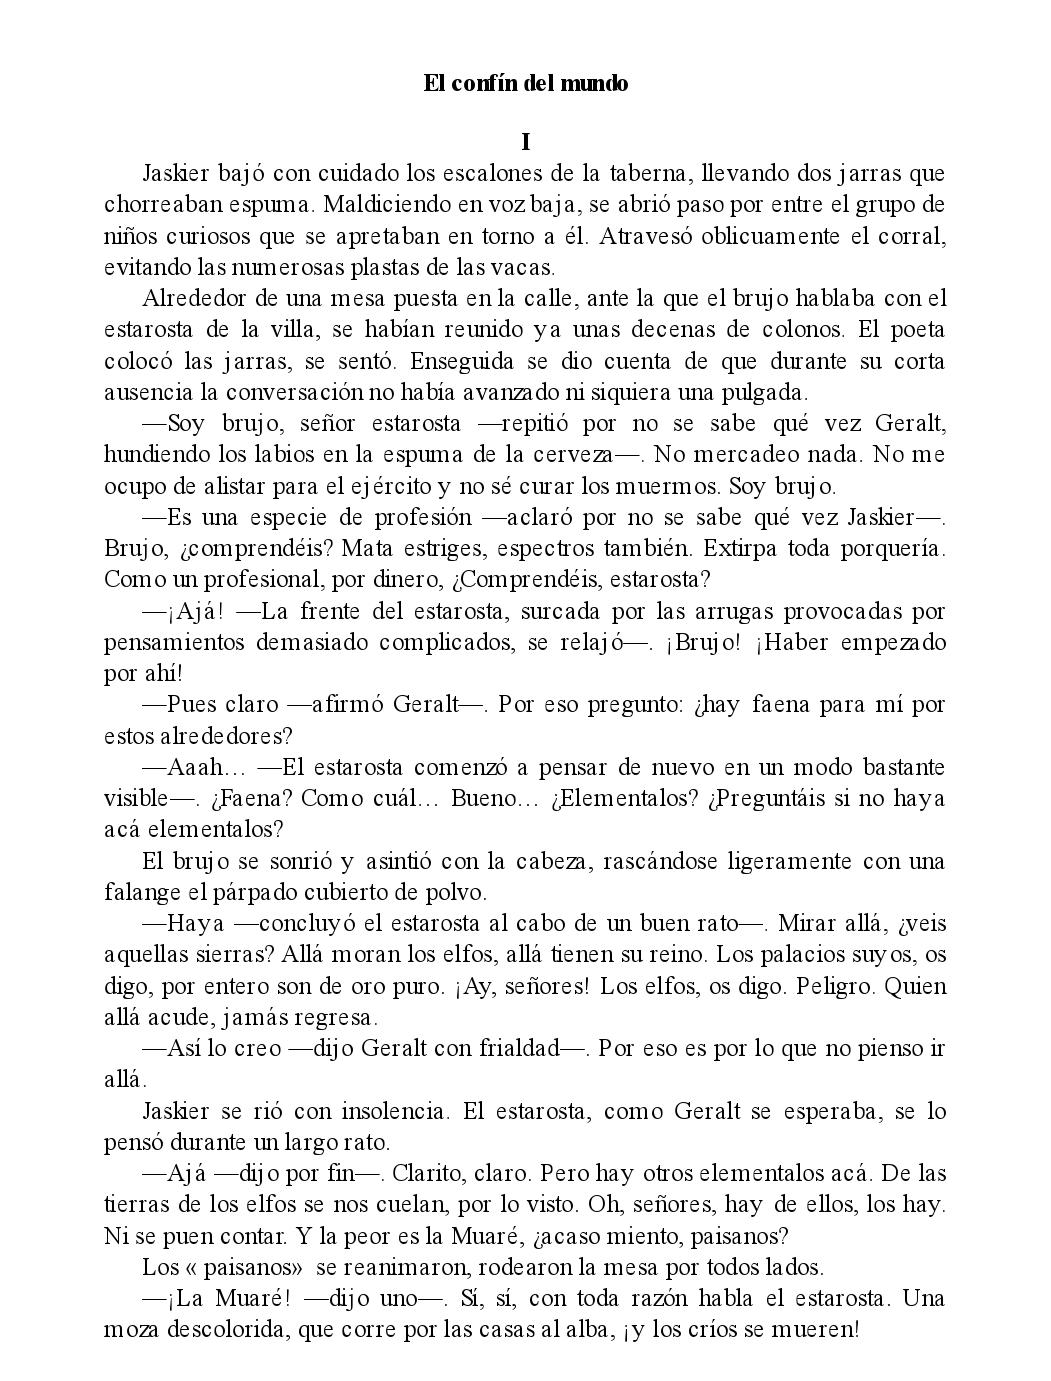 El confín del mundo
I
Jaskier bajó con cuidado los escalones de la taberna, llevando dos jarras que
chorreaban espuma. Maldiciendo en voz baja, se abrió paso por entre el grupo de
niños curiosos que se apretaban en torno a él. Atravesó oblicuamente el corral,
evitando las numerosas plastas de las vacas.
Alrededor de una mesa puesta en la calle, ante la que el brujo hablaba con el
estarosta de la villa, se habían reunido ya unas decenas de colonos. El poeta
colocó las jarras, se sentó. Enseguida se dio cuenta de que durante su corta
ausencia la conversación no había avanzado ni siquiera una pulgada.
—Soy brujo, señor estarosta —repitió por no se sabe qué vez Geralt,
hundiendo los labios en la espuma de la cerveza—. No mercadeo nada. No me
ocupo de alistar para el ejército y no sé curar los muermos. Soy brujo.
—Es una especie de profesión —aclaró por no se sabe qué vez Jaskier—.
Brujo, ¿comprendéis? Mata estriges, espectros también. Extirpa toda porquería.
Como un profesional, por dinero, ¿Comprendéis, estarosta?
—¡Ajá! —La frente del estarosta, surcada por las arrugas provocadas por
pensamientos demasiado complicados, se relajó—. ¡Brujo! ¡Haber empezado
por ahí!
—Pues claro —afirmó Geralt—. Por eso pregunto: ¿hay faena para mí por
estos alrededores?
—Aaah… —El estarosta comenzó a pensar de nuevo en un modo bastante
visible—. ¿Faena? Como cuál… Bueno… ¿Elementalos? ¿Preguntáis si no haya
acá elementalos?
El brujo se sonrió y asintió con la cabeza, rascándose ligeramente con una
falange el párpado cubierto de polvo.
—Haya —concluyó el estarosta al cabo de un buen rato—. Mirar allá, ¿veis
aquellas sierras? Allá moran los elfos, allá tienen su reino. Los palacios suyos, os
digo, por entero son de oro puro. ¡Ay, señores! Los elfos, os digo. Peligro. Quien
allá acude, jamás regresa.
—Así lo creo —dijo Geralt con frialdad—. Por eso es por lo que no pienso ir
allá.
Jaskier se rió con insolencia. El estarosta, como Geralt se esperaba, se lo
pensó durante un largo rato.
—Ajá —dijo por fin—. Clarito, claro. Pero hay otros elementalos acá. De las
tierras de los elfos se nos cuelan, por lo visto. Oh, señores, hay de ellos, los hay.
Ni se puen contar. Y la peor es la Muaré, ¿acaso miento, paisanos?
Los « paisanos» se reanimaron, rodearon la mesa por todos lados.
—¡La Muaré! —dijo uno—. Sí, sí, con toda razón habla el estarosta. Una
moza descolorida, que corre por las casas al alba, ¡y los críos se mueren!